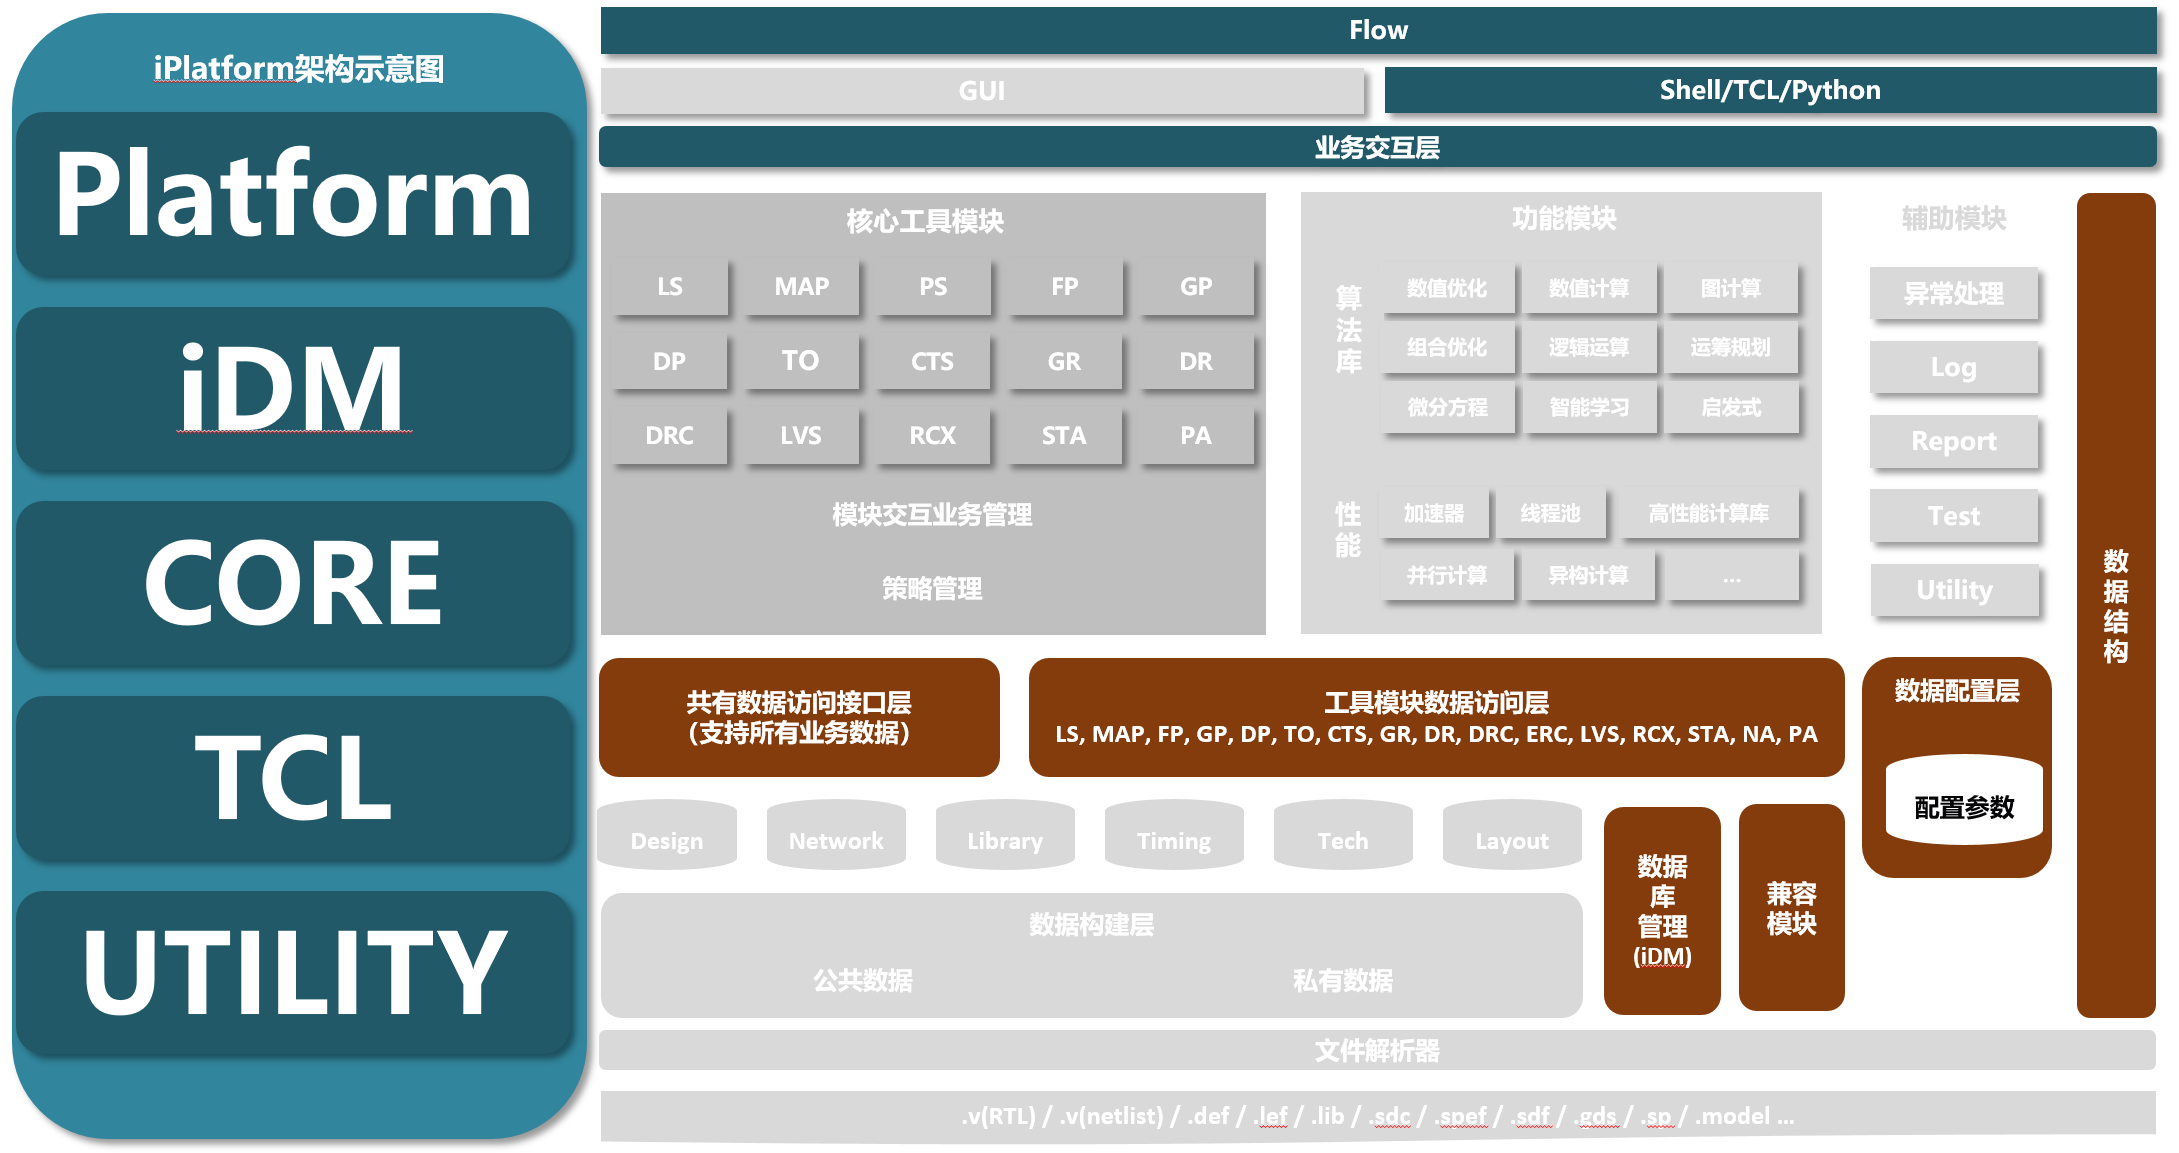 iPlatform架构示意图
Platform
iDM
CORE
TCL
UTILITY
Flow
GUI
Shell/TCL/Python
业务交互层
核心工具模块
LS
MAP
PS
FP
GP
DP
TO
CTS
GR
DR
DRC
LVS
RCX
STA
PA
模块交互业务管理
策略管理
功能模块
算法库
数值优化
数值计算
图计算
组合优化
逻辑运算
运筹规划
微分方程
智能学习
启发式
性能
加速器
线程池
高性能计算库
并行计算
异构计算
...
辅助模块
异常处理
Log
Report
Test
Utility
数据结构
共有数据访问接口层
（支持所有业务数据）
工具模块数据访问层
LS, MAP, FP, GP, DP, TO, CTS, GR, DR, DRC, ERC, LVS, RCX, STA, NA, PA
数据配置层
配置参数
Design
Network
Library
Timing
Tech
Layout
数据
库
管理
(iDM)
兼容
模块
数据构建层
公共数据
私有数据
文件解析器
.v(RTL) / .v(netlist) / .def / .lef / .lib / .sdc / .spef / .sdf / .gds / .sp / .model ...